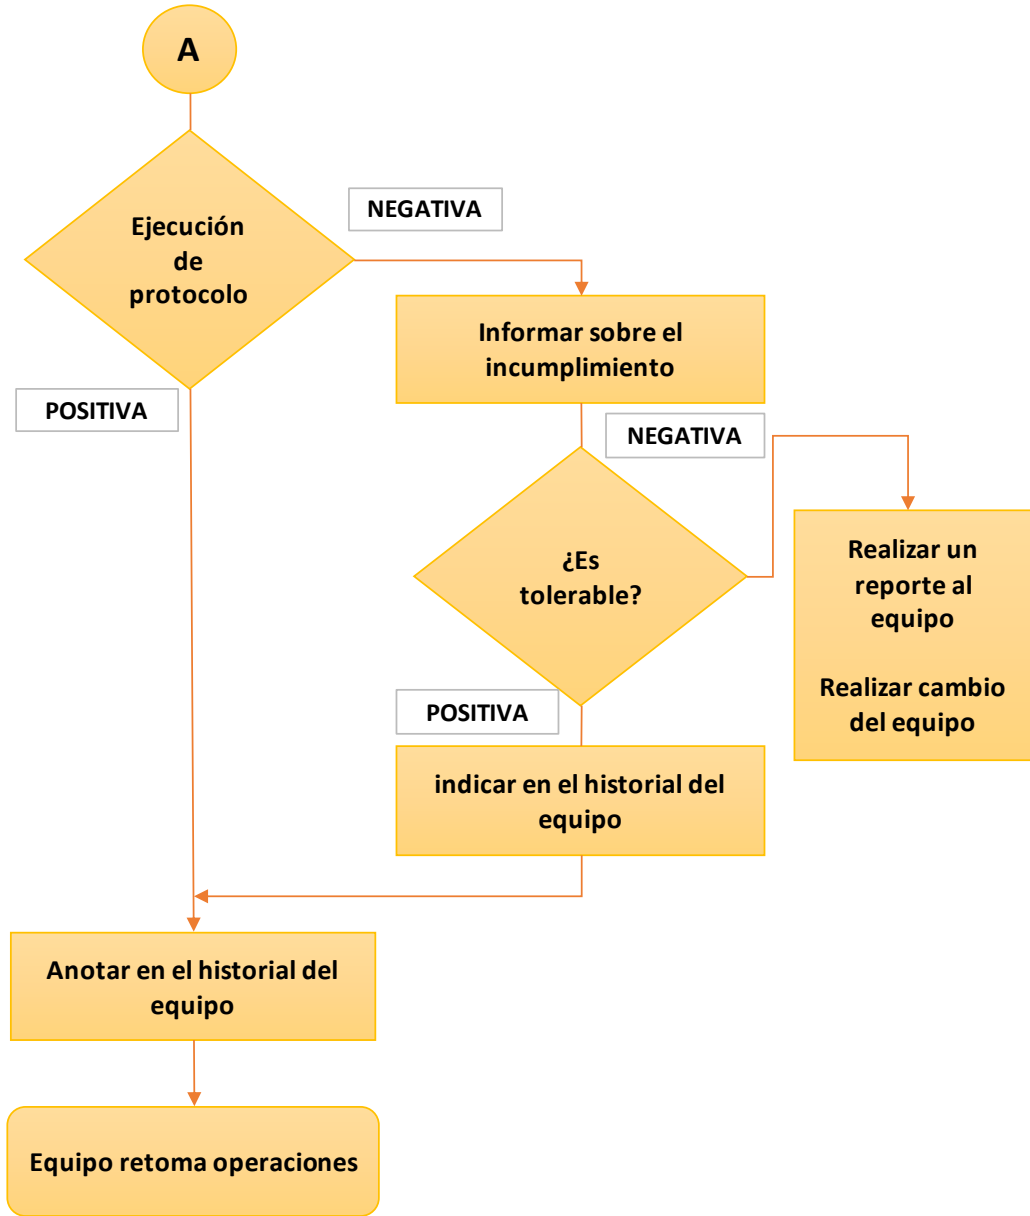 A
Ejecución
de
protocolo
NEGATIVA
Informar sobre el
incumplimiento
POSITIVA
NEGATIVA
¿Es
tolerable?
Realizar un
reporte al
equipo
Realizar cambio
del equipo
POSITIVA
indicar en el historial del
equipo
Anotar en el historial del
equipo
Equipo retoma operaciones